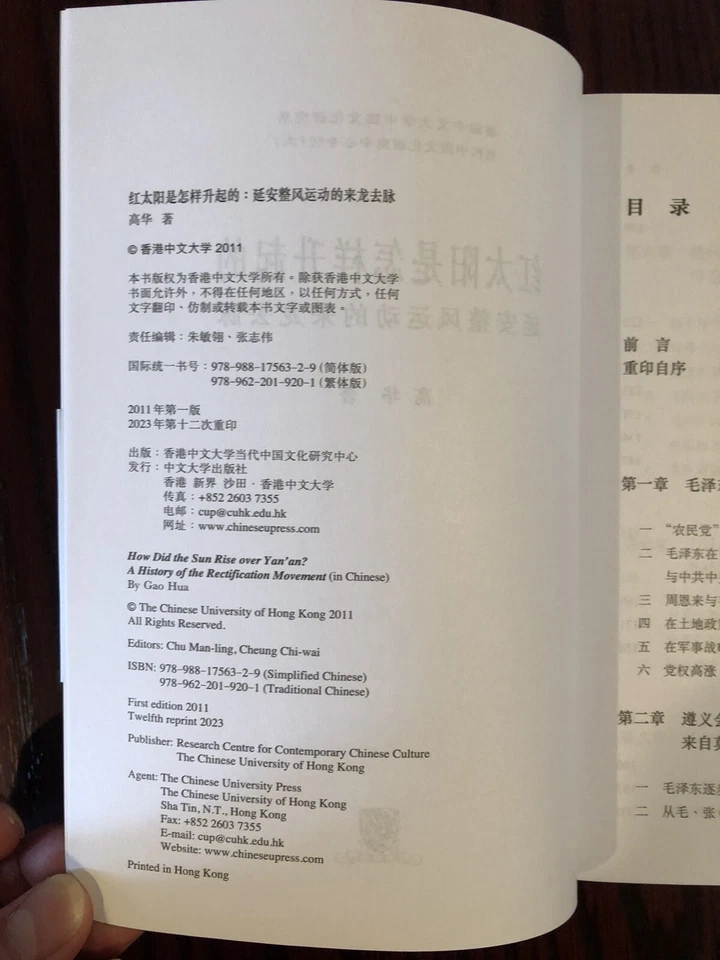 红太阳是怎样升起的：延安整风运动的来龙去脉
高华 著
© 香港中文大学 2011
本书版权为香港中文大学所有。除获香港中文大学
书面允许外，不得在任何地区，以任何方式，任何
文字翻印、仿制或转载本书文字或图表。
责任编辑：朱敏翎、张志伟
国际统一书号：978-988-17563-2-9 (简体版)
978-962-201-920-1 (繁体版)
2011年第一版
2023年第十二次重印
出版：香港中文大学当代中国文化研究中心
发行：中文大学出版社
香港 新界 沙田・香港中文大学
传真：+852 2603 7355
电邮：cup@cuhk.edu.hk
网址：www.chineseupress.com
How Did the Sun Rise over Yan'an?
A History of the Rectification Movement (in Chinese)
By Gao Hua
© The Chinese University of Hong Kong 2011
All Rights Reserved.
Editors: Chu Man-ling, Cheung Chi-wai
ISBN: 978-988-17563-2-9 (Simplified Chinese)
978-962-201-920-1 (Traditional Chinese)
First edition 2011
Twelfth reprint 2023
Publisher: Research Centre for Contemporary Chinese Culture
The Chinese University of Hong Kong
Agent: The Chinese University Press
The Chinese University of Hong Kong
Sha Tin, N.T., Hong Kong
Fax: +852 2603 7355
E-mail: cup@cuhk.edu.hk
Website: www.chineseupress.com
Printed in Hong Kong
目 录
前 言
重印自序
第一章 毛泽
一 “农民党”
二 毛泽东在
与中共中
三 周恩来与
四 在土地政
五 在军事战
六 党权高涨
第二章 遵义会
来自
一 毛泽东逐
二 从毛、张